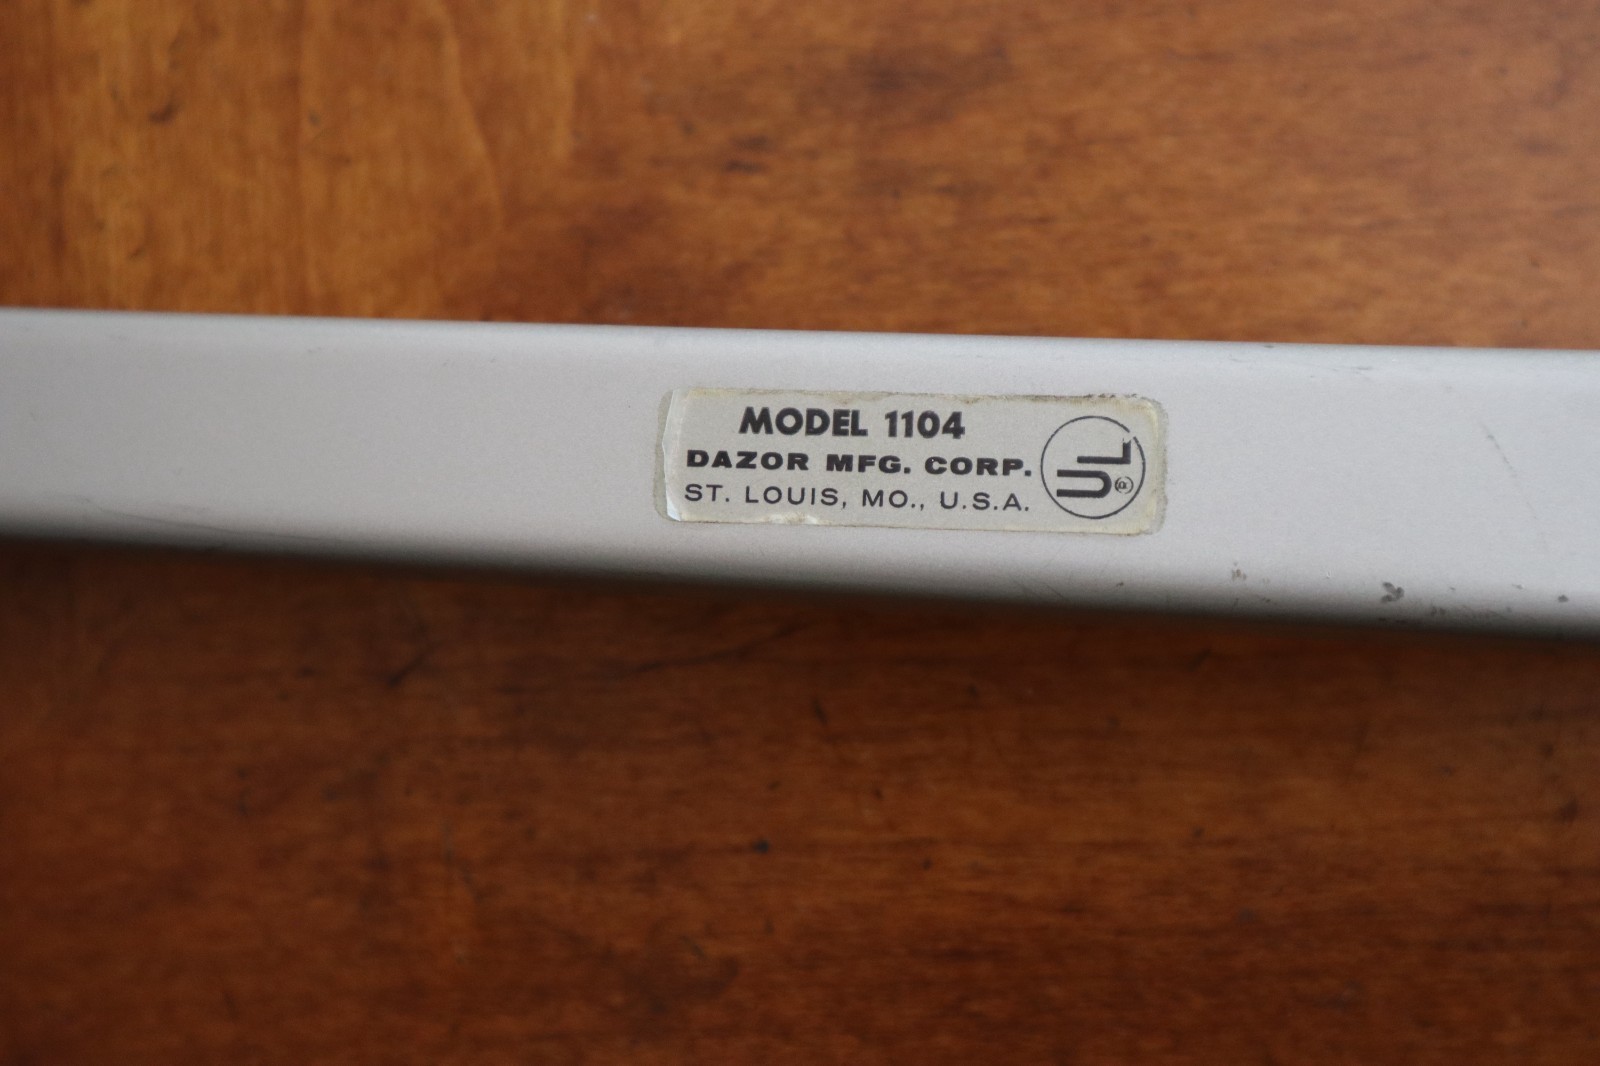 MODEL 1104
DAZOR MFG. CORP.
ST. LOUIS, MO., U.S.A.
UL ®